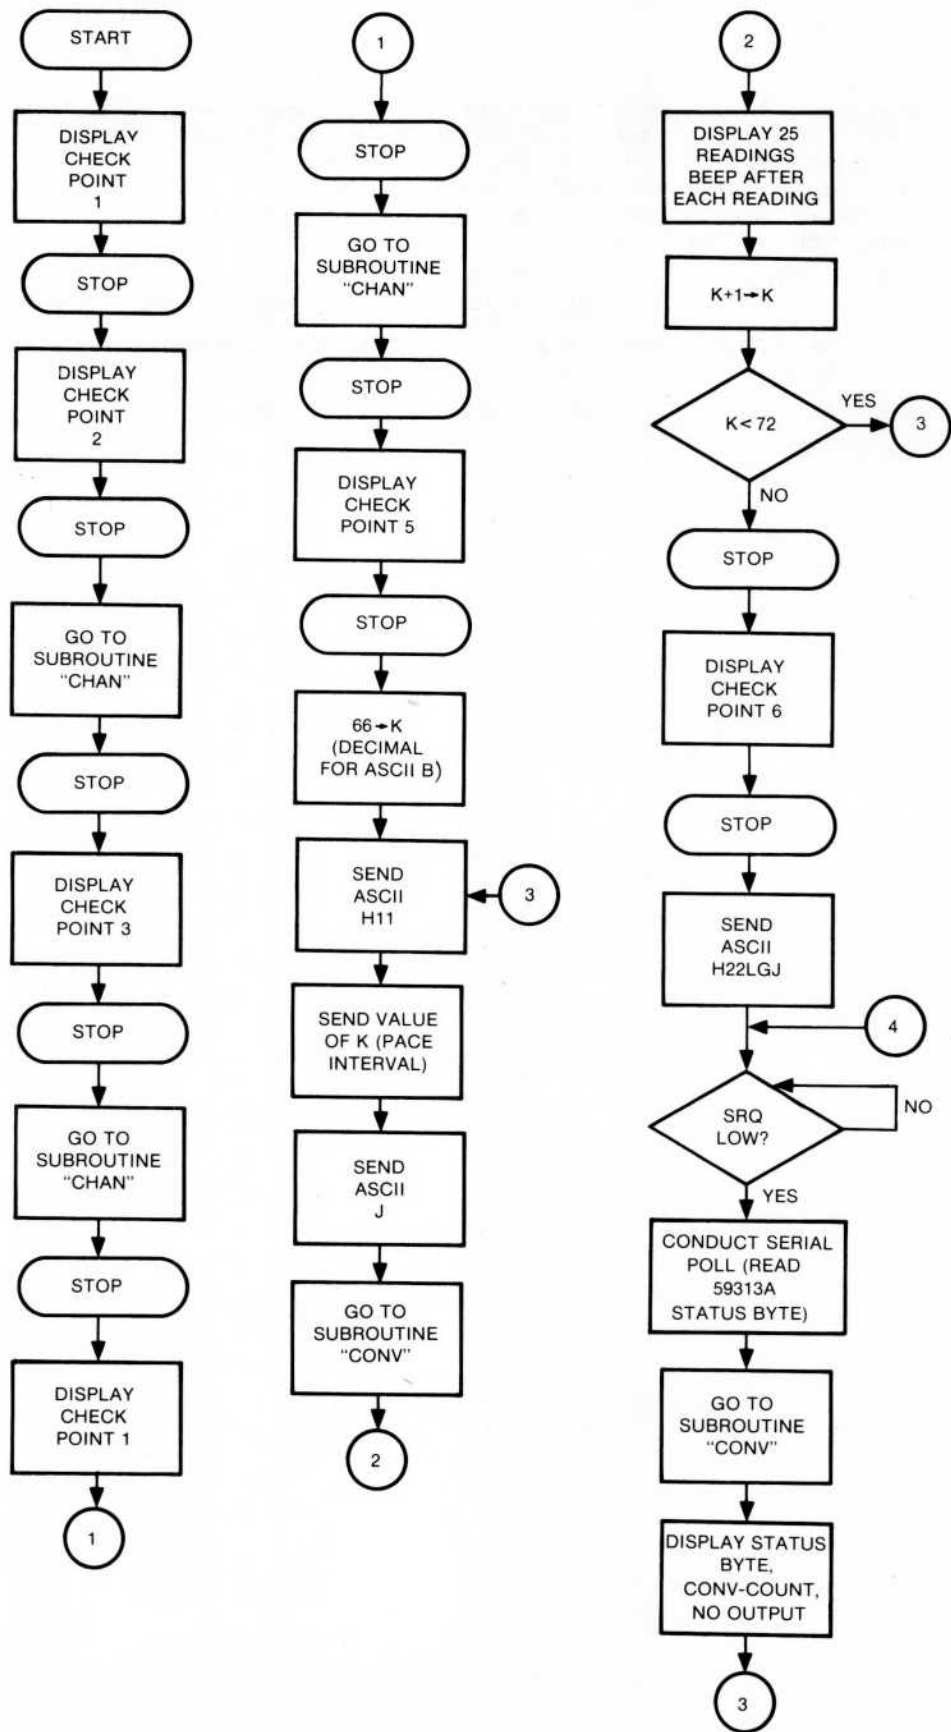 START
DISPLAY
CHECK
POINT
1
STOP
DISPLAY
CHECK
POINT
2
STOP
GO TO
SUBROUTINE
"CHAN"
STOP
DISPLAY
CHECK
POINT 3
STOP
GO TO
SUBROUTINE
"CHAN"
STOP
DISPLAY
CHECK
POINT 1
1
1
STOP
GO TO
SUBROUTINE
"CHAN"
STOP
DISPLAY
CHECK
POINT 5
STOP
66→K
(DECIMAL
FOR ASCII B)
SEND
ASCII
H11
3
SEND VALUE
OF K (PACE
INTERVAL)
SEND
ASCII
J
GO TO
SUBROUTINE
"CONV"
2
2
DISPLAY 25
READINGS
BEEP AFTER
EACH READING
K+1→K
K<72
YES
3
NO
STOP
DISPLAY
CHECK
POINT 6
STOP
SEND
ASCII
H22LGJ
4
SRQ
LOW?
NO
YES
CONDUCT SERIAL
POLL (READ
59313A
STATUS BYTE)
GO TO
SUBROUTINE
"CONV"
DISPLAY STATUS
BYTE,
CONV-COUNT,
NO OUTPUT
3